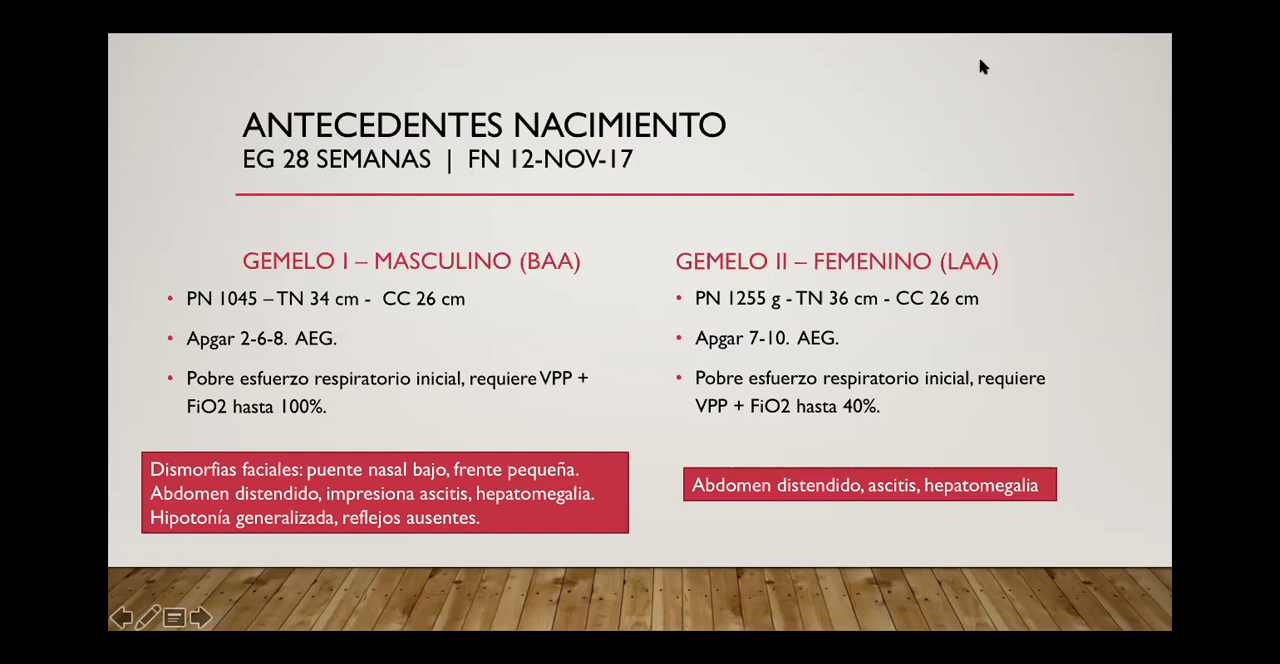 ANTECEDENTES NACIMIENTO
EG 28 SEMANAS | FN 12-NOV-17
GEMELO I – MASCULINO (BAA)
• PN 1045 – TN 34 cm - CC 26 cm
• Apgar 2-6-8. AEG.
• Pobre esfuerzo respiratorio inicial, requiere VPP +
FiO2 hasta 100%.
Dismorfias faciales: puente nasal bajo, frente pequeña.
Abdomen distendido, impresiona ascitis, hepatomegalia.
Hipotonía generalizada, reflejos ausentes.
GEMELO II – FEMENINO (LAA)
• PN 1255 g - TN 36 cm - CC 26 cm
• Apgar 7-10. AEG.
• Pobre esfuerzo respiratorio inicial, requiere
VPP + FiO2 hasta 40%.
Abdomen distendido, ascitis, hepatomegalia